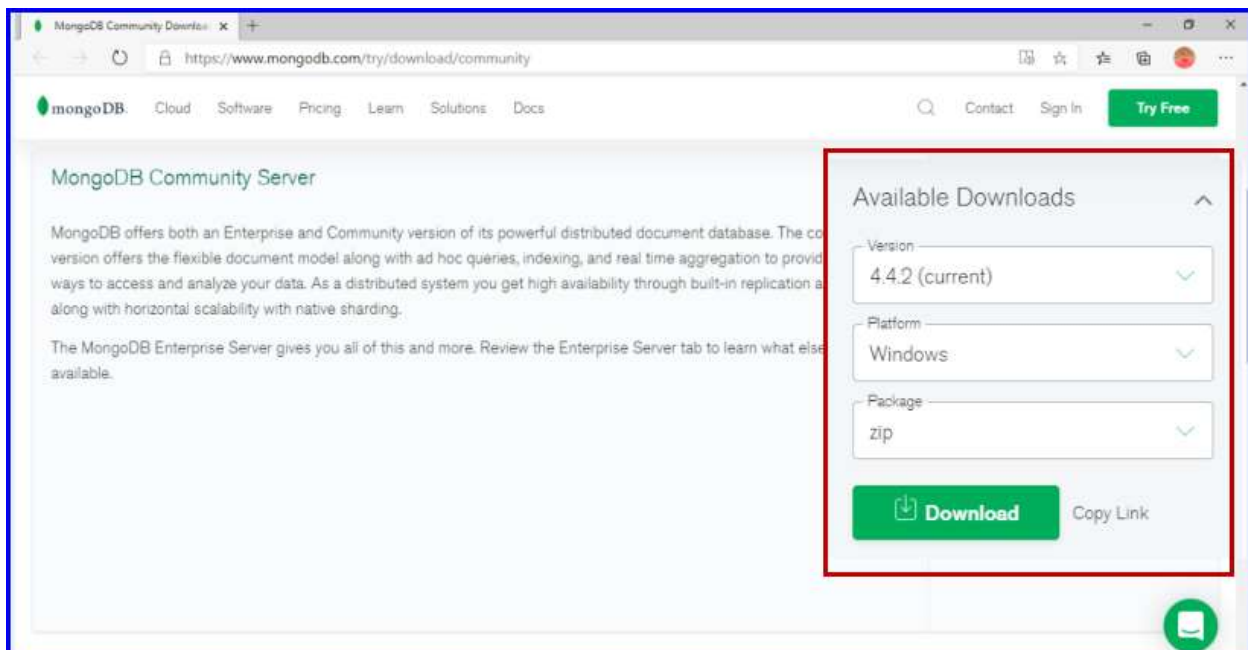 MongoDB Community Downloa
https://www.mongodb.com/try/download/community
mongoDB. Cloud Software Pricing Learn Solutions Docs Contact Sign In Try Free
MongoDB Community Server
MongoDB offers both an Enterprise and Community version of its powerful distributed document database. The co
version offers the flexible document model along with ad hoc queries, indexing, and real time aggregation to provid
ways to access and analyze your data. As a distributed system you get high availability through built-in replication a
along with horizontal scalability with native sharding.
The MongoDB Enterprise Server gives you all of this and more. Review the Enterprise Server tab to learn what else
available.
Available Downloads
Version
4.4.2 (current)
Platform
Windows
Package
zip
Download Copy Link